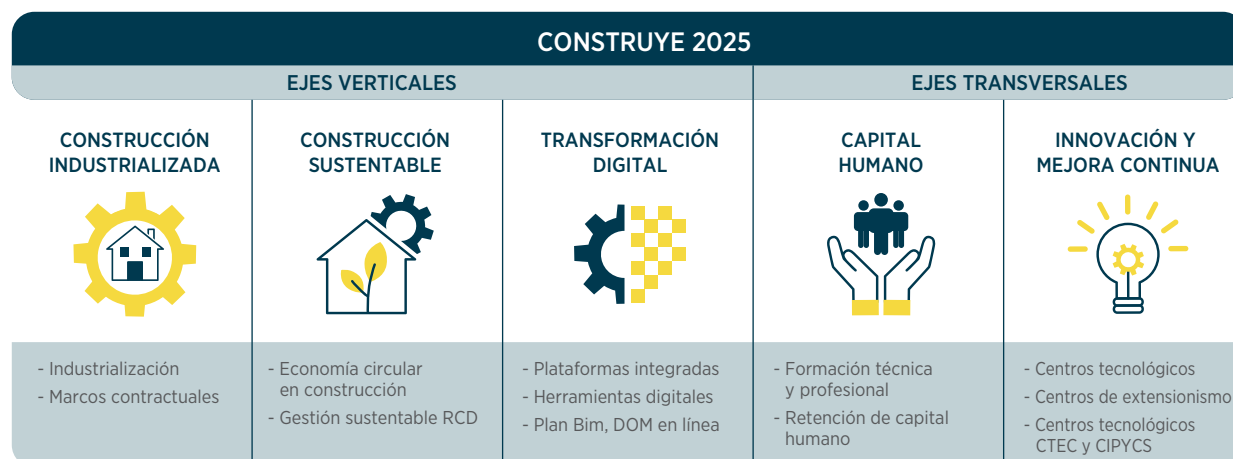 CONSTRUYE 2025
EJES VERTICALES
EJES TRANSVERSALES
CONSTRUCCIÓN
INDUSTRIALIZADA
- Industrialización
- Marcos contractuales
CONSTRUCCIÓN
SUSTENTABLE
- Economía circular
en construcción
- Gestión sustentable RCD
TRANSFORMACIÓN
DIGITAL
- Plataformas integradas
- Herramientas digitales
- Plan Bim, DOM en línea
CAPITAL
HUMANO
- Formación técnica
y profesional
- Retención de capital
humano
INNOVACIÓN Y
MEJORA CONTINUA
- Centros tecnológicos
- Centros de extensionismo
- Centros tecnológicos
CTEC y CIPYCS